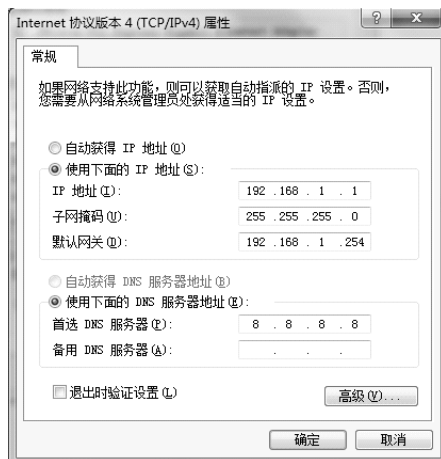 Internet 协议版本 4 (TCP/IPv4) 属性
常规
如果网络支持此功能，则可以获取自动指派的 IP 设置。否则，
您需要从网络系统管理员处获得适当的 IP 设置。
自动获得 IP 地址(O)
使用下面的 IP 地址(S):
IP 地址(I): 192 . 168 . 1 . 1
子网掩码(U): 255 . 255 . 255 . 0
默认网关(D): 192 . 168 . 1 . 254
自动获得 DNS 服务器地址(B)
使用下面的 DNS 服务器地址(E):
首选 DNS 服务器(P): 8 . 8 . 8 . 8
备用 DNS 服务器(A): . . .
退出时验证设置(L)
高级(V)...
确定 取消